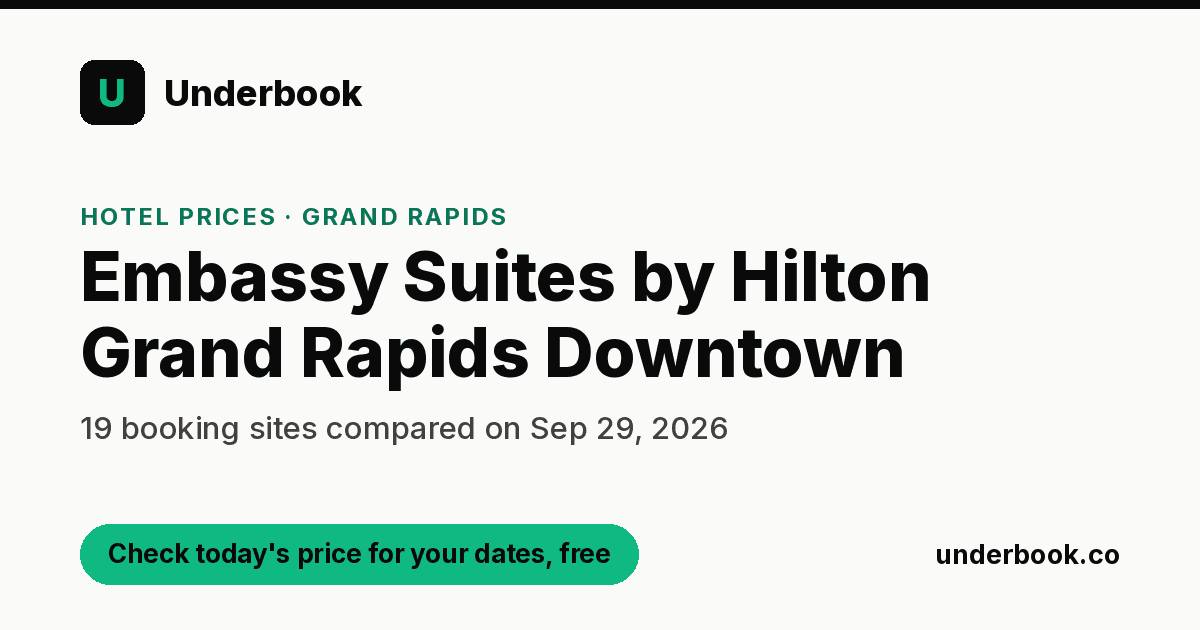 U Underbook
HOTEL PRICES · GRAND RAPIDS
Embassy Suites by Hilton
Grand Rapids Downtown
19 booking sites compared on Sep 29, 2026
Check today's price for your dates, free
underbook.co